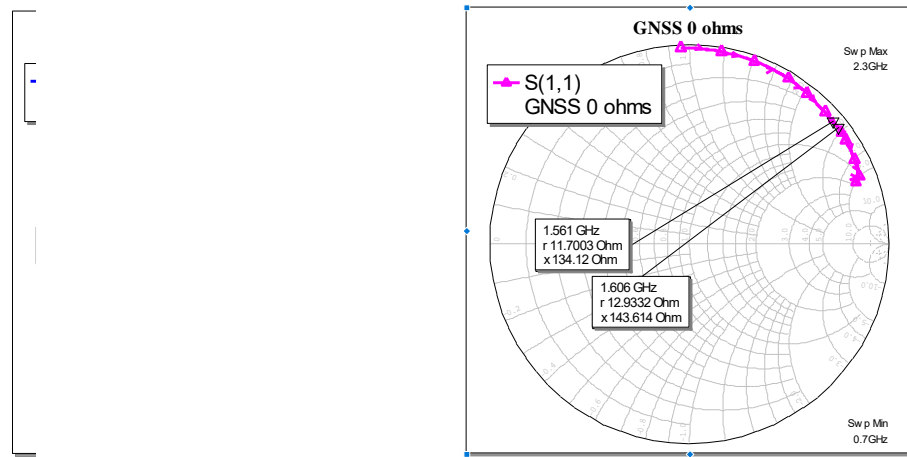 GNSS 0 ohms
Swp Max
2.3GHz
S(1,1)
GNSS 0 ohms
1.561 GHz
r 11.7003 Ohm
x 134.12 Ohm
1.606 GHz
r 12.9332 Ohm
x 143.614 Ohm
Swp Min
0.7GHz